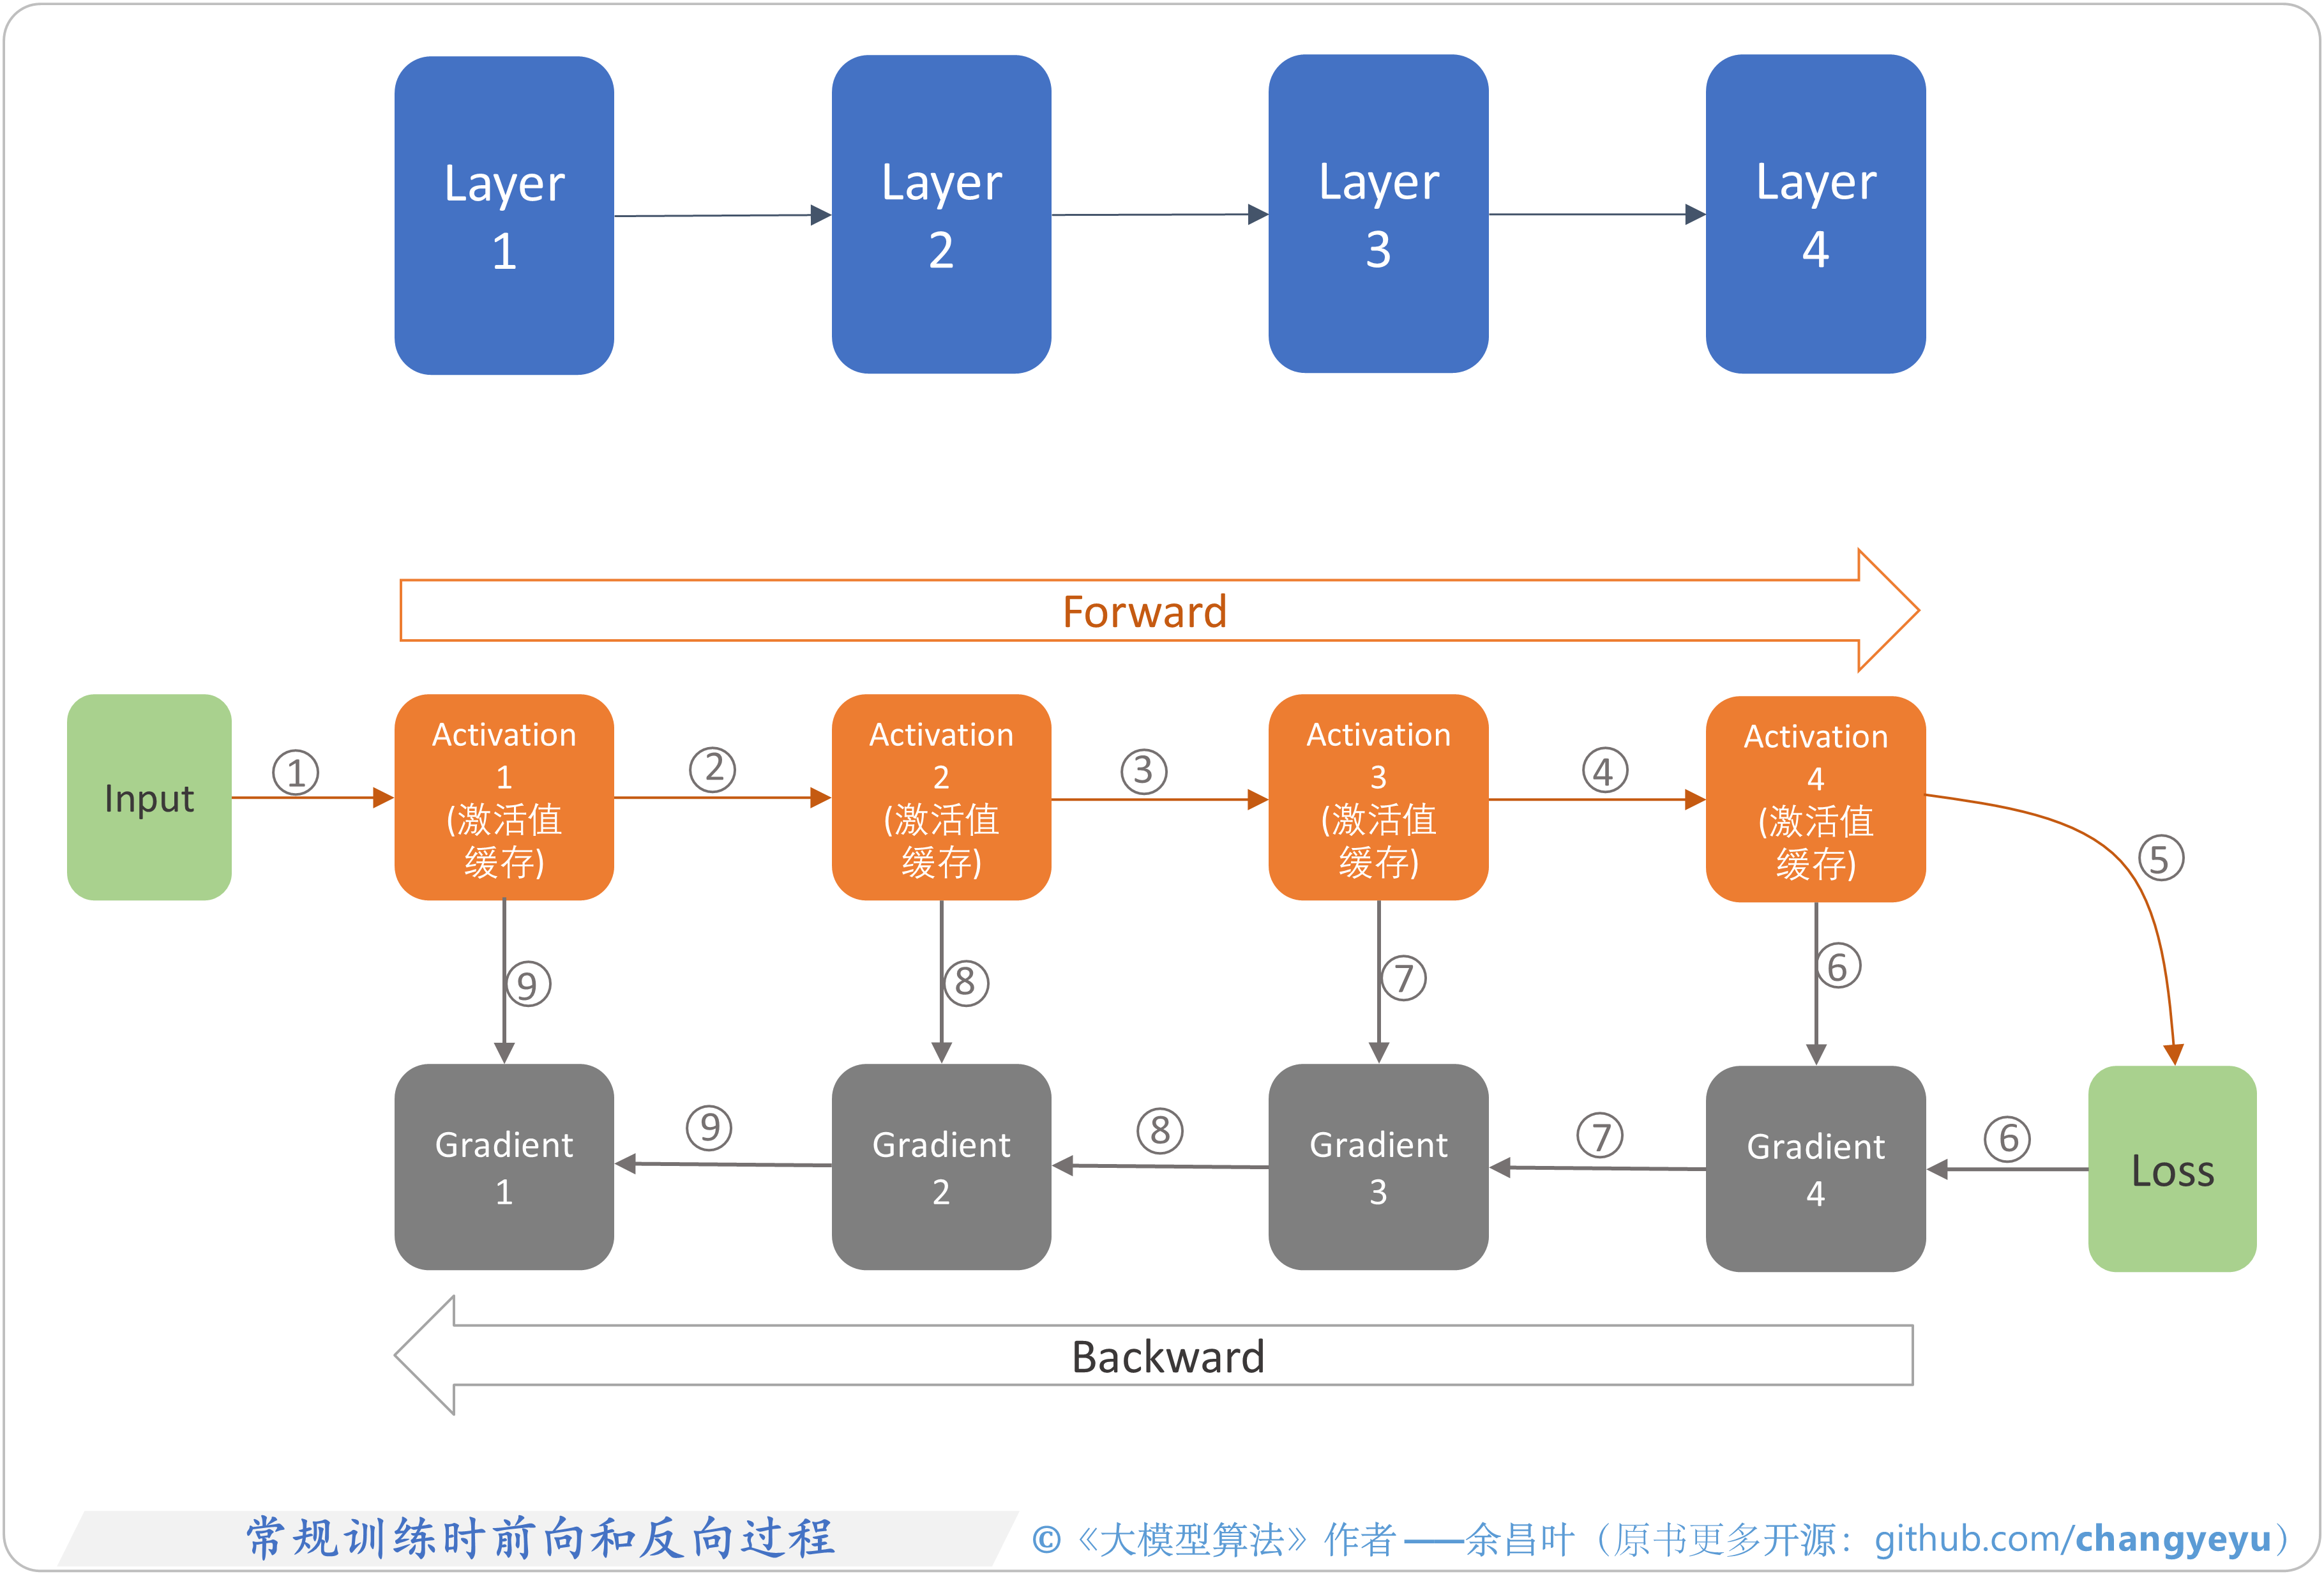 Layer
1
Layer
2
Layer
3
Layer
4
Forward
Input
①
Activation
1
(激活值
缓存)
②
Activation
2
(激活值
缓存)
③
Activation
3
(激活值
缓存)
④
Activation
4
(激活值
缓存)
⑤
⑨
⑧
⑦
⑥
Gradient
1
⑨
Gradient
2
⑧
Gradient
3
⑦
Gradient
4
⑥
Loss
Backward
常规训练时前向和反向过程
©《大模型算法》作者——余昌叶（原书更多开源：github.com/changyeyu）